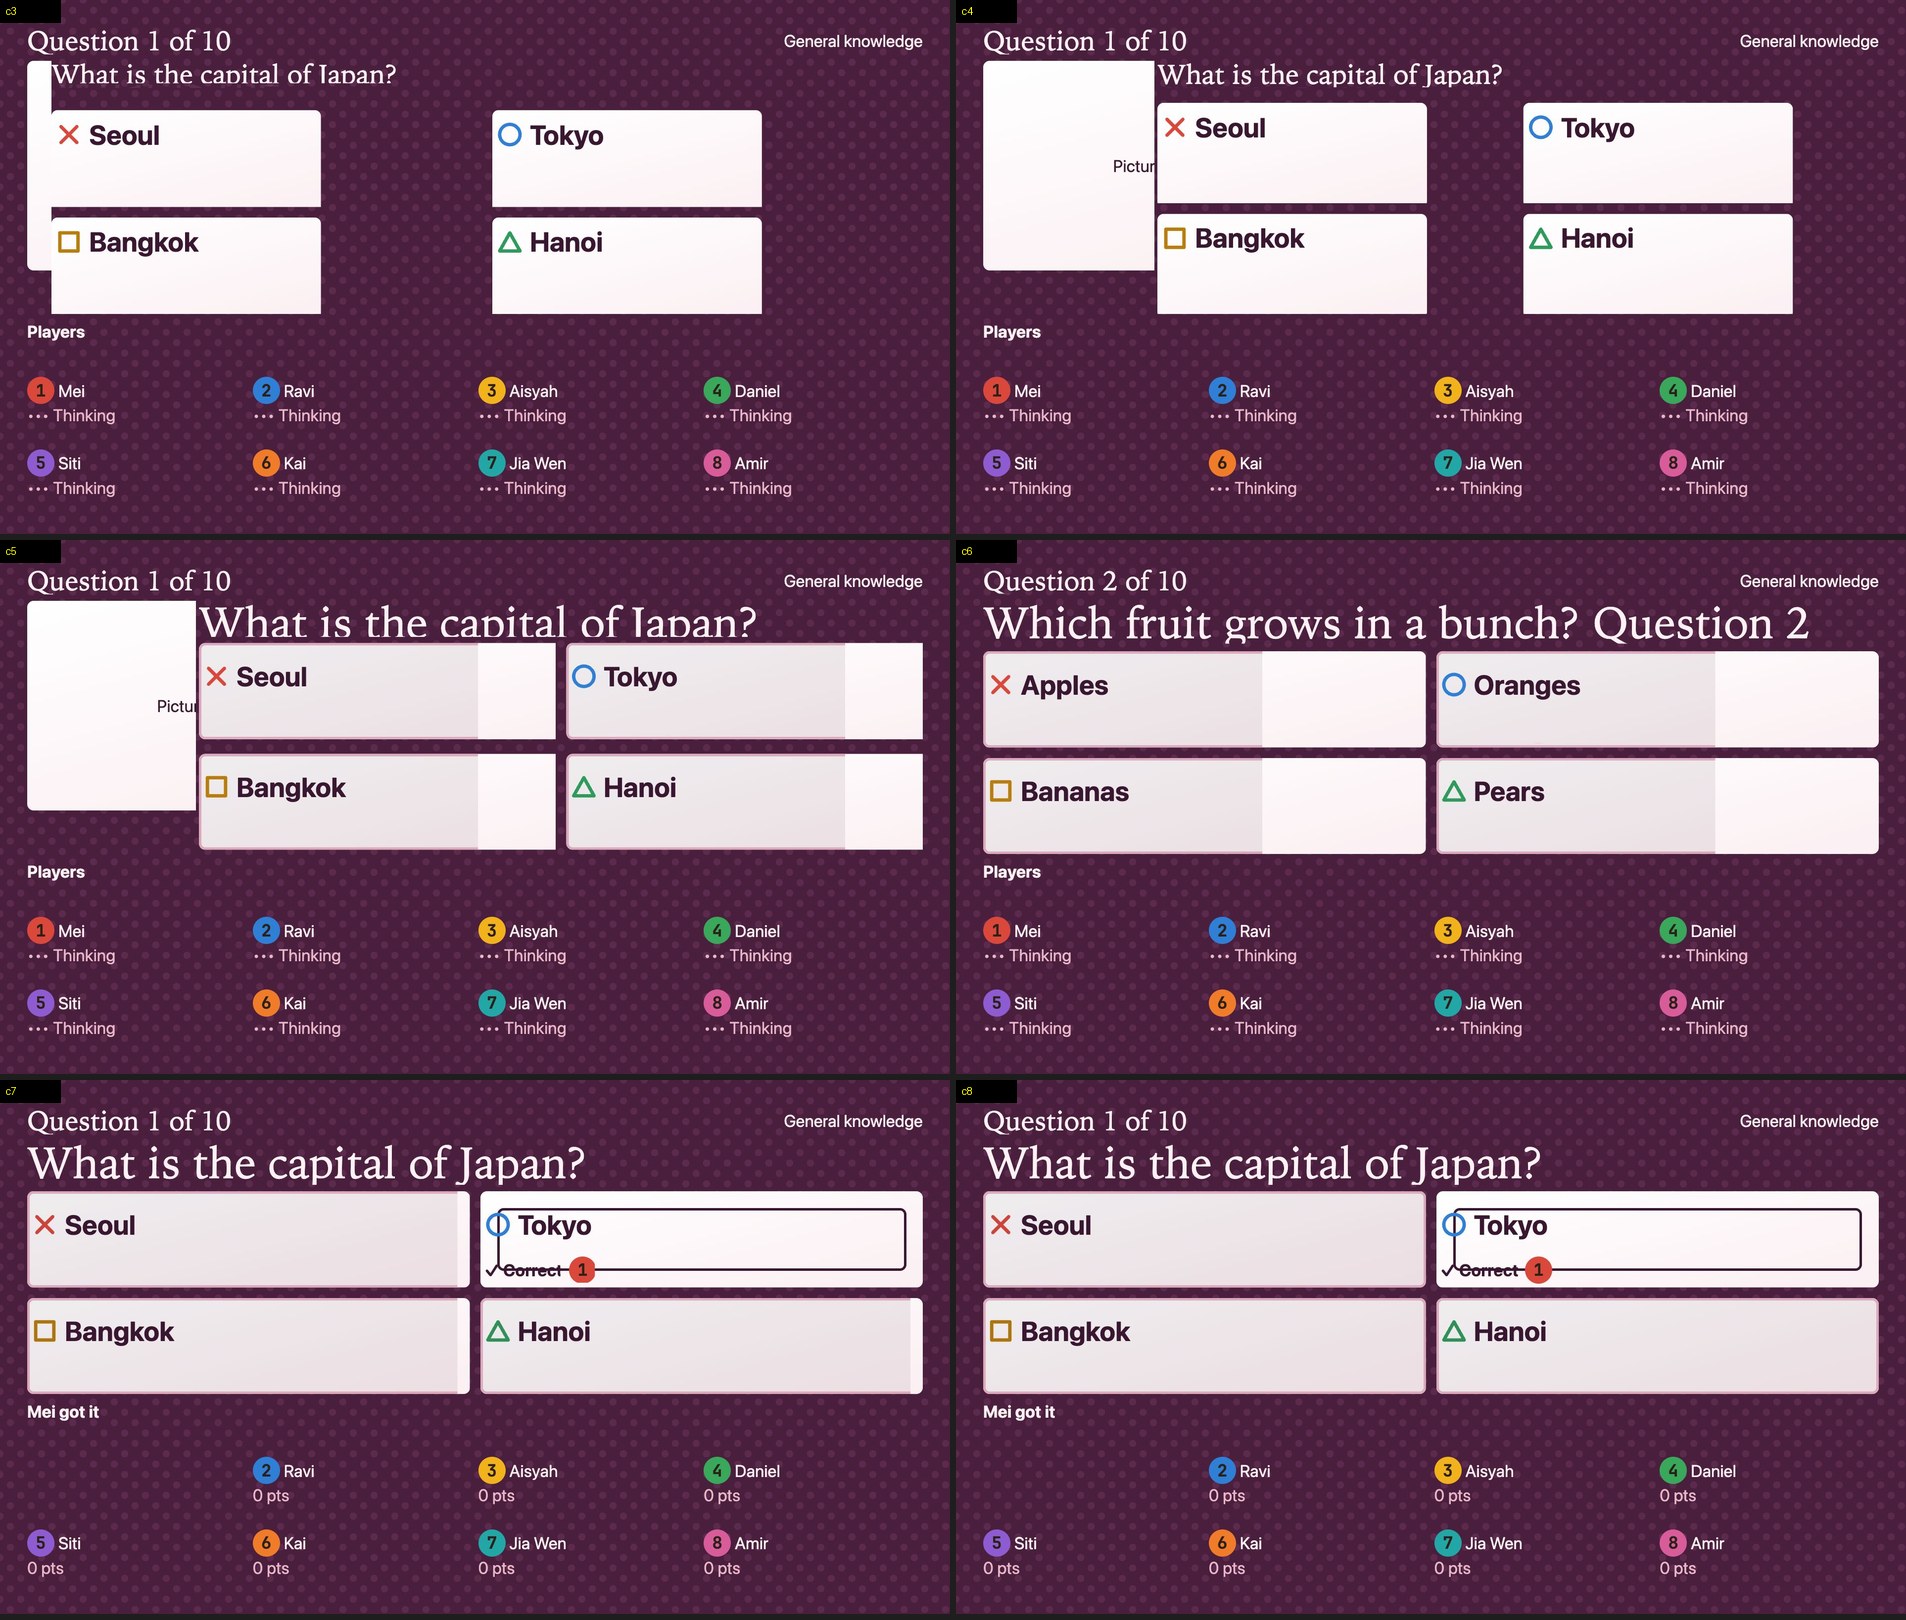 c3
Question 1 of 10
General knowledge
What is the capital of Japan?
Seoul
Tokyo
Bangkok
Hanoi
Players
1 Mei
2 Ravi
3 Aisyah
4 Daniel
··· Thinking
··· Thinking
··· Thinking
··· Thinking
5 Siti
6 Kai
7 Jia Wen
8 Amir
··· Thinking
··· Thinking
··· Thinking
··· Thinking
c4
Question 1 of 10
General knowledge
What is the capital of Japan?
Seoul
Tokyo
Pictur
Bangkok
Hanoi
Players
1 Mei
2 Ravi
3 Aisyah
4 Daniel
··· Thinking
··· Thinking
··· Thinking
··· Thinking
5 Siti
6 Kai
7 Jia Wen
8 Amir
··· Thinking
··· Thinking
··· Thinking
··· Thinking
c5
Question 1 of 10
General knowledge
What is the capital of Japan?
Seoul
Tokyo
Pictur
Bangkok
Hanoi
Players
1 Mei
2 Ravi
3 Aisyah
4 Daniel
··· Thinking
··· Thinking
··· Thinking
··· Thinking
5 Siti
6 Kai
7 Jia Wen
8 Amir
··· Thinking
··· Thinking
··· Thinking
··· Thinking
c6
Question 2 of 10
General knowledge
Which fruit grows in a bunch? Question 2
Apples
Oranges
Bananas
Pears
Players
1 Mei
2 Ravi
3 Aisyah
4 Daniel
··· Thinking
··· Thinking
··· Thinking
··· Thinking
5 Siti
6 Kai
7 Jia Wen
8 Amir
··· Thinking
··· Thinking
··· Thinking
··· Thinking
c7
Question 1 of 10
General knowledge
What is the capital of Japan?
Seoul
Tokyo
✓ Correct 1
Bangkok
Hanoi
Mei got it
2 Ravi
3 Aisyah
4 Daniel
0 pts
0 pts
0 pts
5 Siti
6 Kai
7 Jia Wen
8 Amir
0 pts
0 pts
0 pts
0 pts
c8
Question 1 of 10
General knowledge
What is the capital of Japan?
Seoul
Tokyo
✓ Correct 1
Bangkok
Hanoi
Mei got it
2 Ravi
3 Aisyah
4 Daniel
0 pts
0 pts
0 pts
5 Siti
6 Kai
7 Jia Wen
8 Amir
0 pts
0 pts
0 pts
0 pts